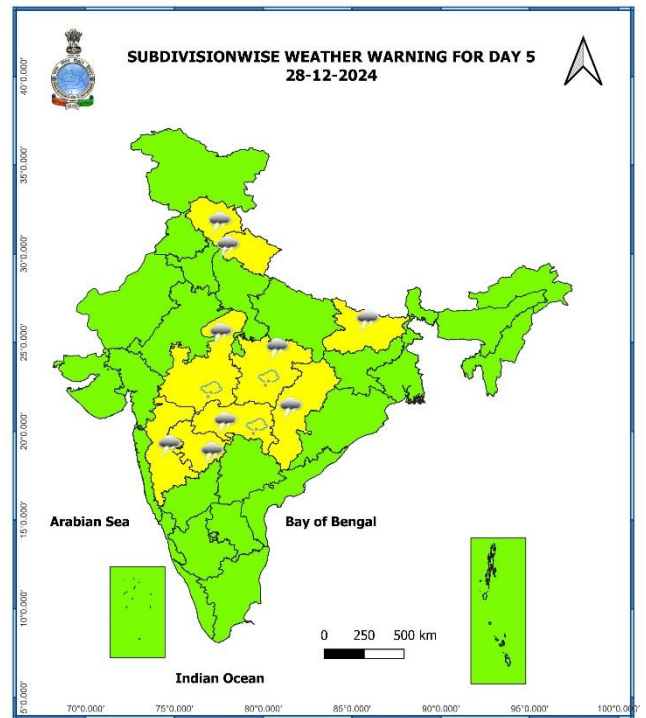 SUBDIVISIONWISE WEATHER WARNING FOR DAY 5
28-12-2024
40°0.000'
35°0.000'
30°0.000'
25°0.000'
20°0.000'
15°0.000'
10°0.000'
5°0.000'
Arabian Sea
Bay of Bengal
0 250 500 km
Indian Ocean
70°0.000' 75°0.000' 80°0.000' 85°0.000' 90°0.000' 95°0.000' 100°0.000'